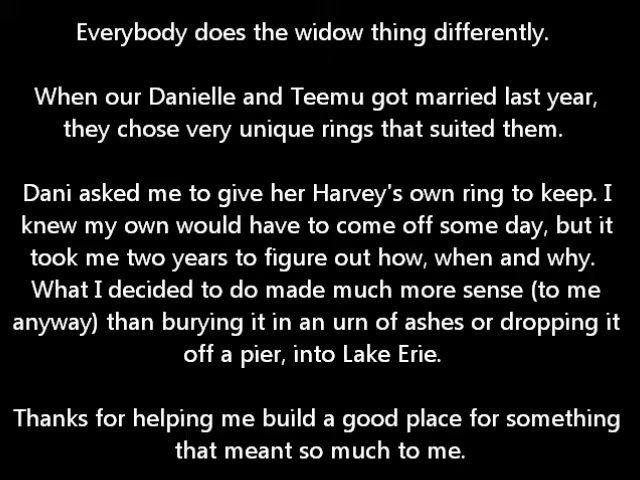 Everybody does the widow thing differently.
When our Danielle and Teemu got married last year,
they chose very unique rings that suited them.
Dani asked me to give her Harvey's own ring to keep. I
knew my own would have to come off some day, but it
took me two years to figure out how, when and why.
What I decided to do made much more sense (to me
anyway) than burying it in an urn of ashes or dropping it
off a pier, into Lake Erie.
Thanks for helping me build a good place for something
that meant so much to me.